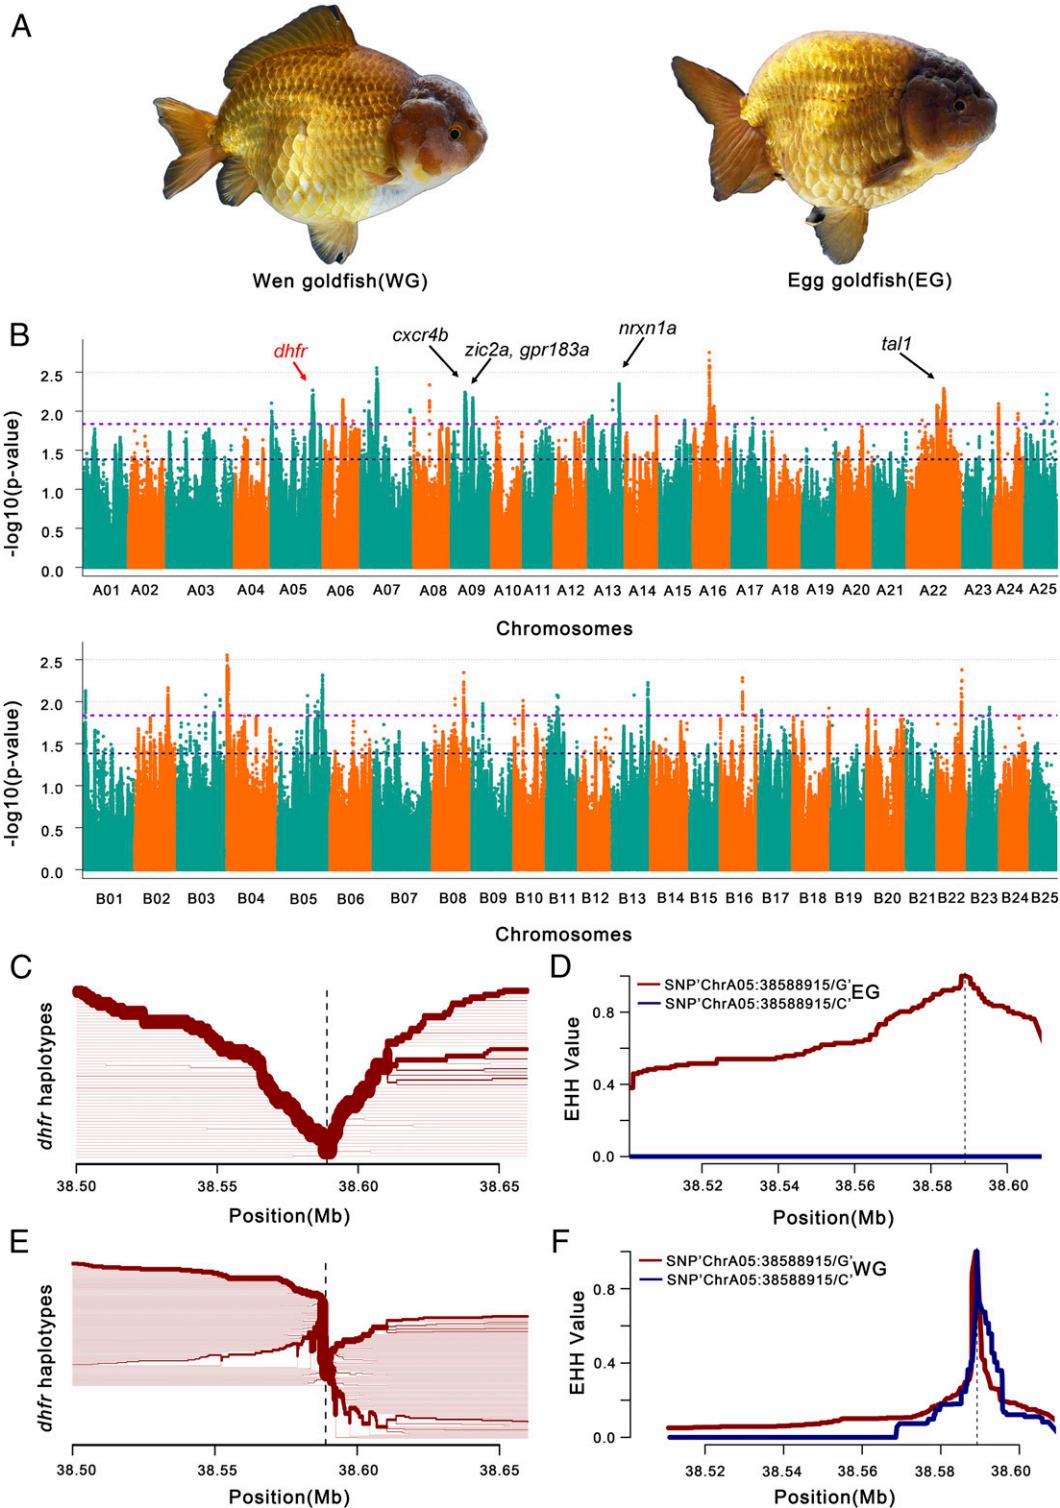 A
Wen goldfish(WG)
Egg goldfish(EG)
B
dhfr
cxcr4b
zic2a, gpr183a
nrxn1a
tal1
-log10(p-value)
2.5
2.0
1.5
1.0
0.5
0.0
A01 A02 A03 A04 A05 A06 A07 A08 A09 A10 A11 A12 A13 A14 A15 A16 A17 A18 A19 A20 A21 A22 A23 A24 A25
Chromosomes
-log10(p-value)
2.5
2.0
1.5
1.0
0.5
0.0
B01 B02 B03 B04 B05 B06 B07 B08 B09 B10 B11 B12 B13 B14 B15 B16 B17 B18 B19 B20 B21 B22 B23 B24 B25
Chromosomes
C
dhfr haplotypes
38.50 38.55 38.60 38.65
Position(Mb)
D
EHH Value
0.8
0.4
0.0
SNP'ChrA05:38588915/G'
SNP'ChrA05:38588915/C'
EG
38.52 38.54 38.56 38.58 38.60
Position(Mb)
E
dhfr haplotypes
38.50 38.55 38.60 38.65
Position(Mb)
F
EHH Value
0.8
0.4
0.0
SNP'ChrA05:38588915/G'
SNP'ChrA05:38588915/C'
WG
38.52 38.54 38.56 38.58 38.60
Position(Mb)